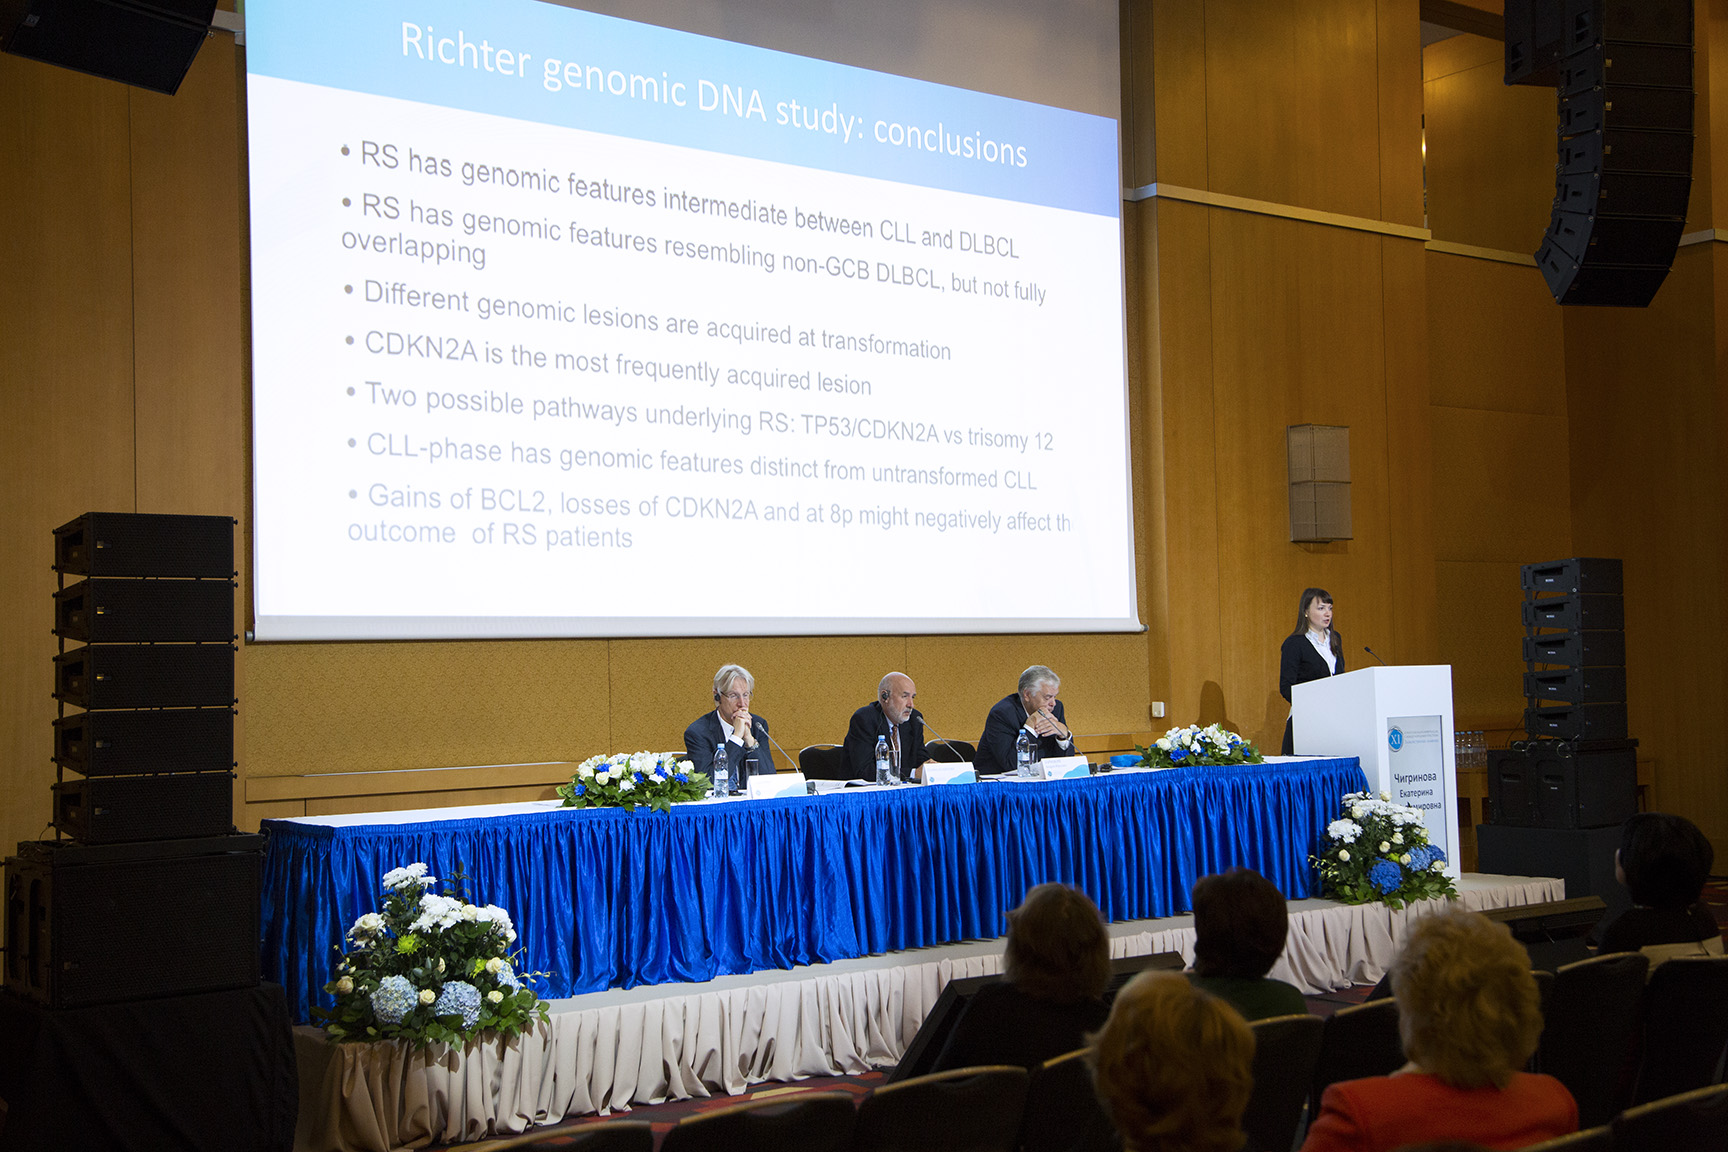 Richter genomic DNA study: conclusions
• RS has genomic features intermediate between CLL and DLBCL
• RS has genomic features resembling non-GCB DLBCL, but not fully
overlapping
• Different genomic lesions are acquired at transformation
• CDKN2A is the most frequently acquired lesion
• Two possible pathways underlying RS: TP53/CDKN2A vs trisomy 12
• CLL-phase has genomic features distinct from untransformed CLL
• Gains of BCL2, losses of CDKN2A and at 8p might negatively affect th
outcome of RS patients
XI
Чигринова
Екатерина